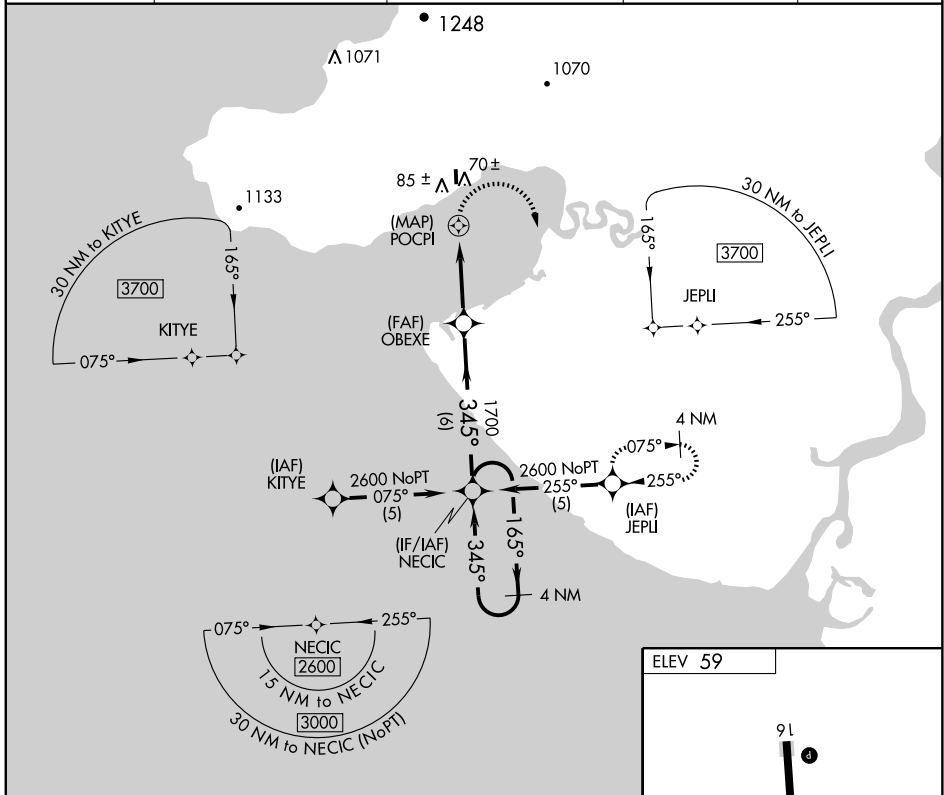 1248
1071
1070
85 ± 70 ±
1133
(MAP)
POCPI
30 NM to KITYE
165°
3700
KITYE
075°
30 NM to JEPLI
165°
3700
JEPLI
255°
(FAF)
OBEXE
1700
345°
(6)
4 NM
075°
255°
(IAF)
JEPLI
(IAF)
KITYE
2600 NoPT
075°
(5)
2600 NoPT
255°
(5)
(IF/IAF)
NECIC
345°
165°
4 NM
075°
255°
NECIC
2600
15 NM to NECIC
3000
30 NM to NECIC (NoPT)
ELEV 59
16
P